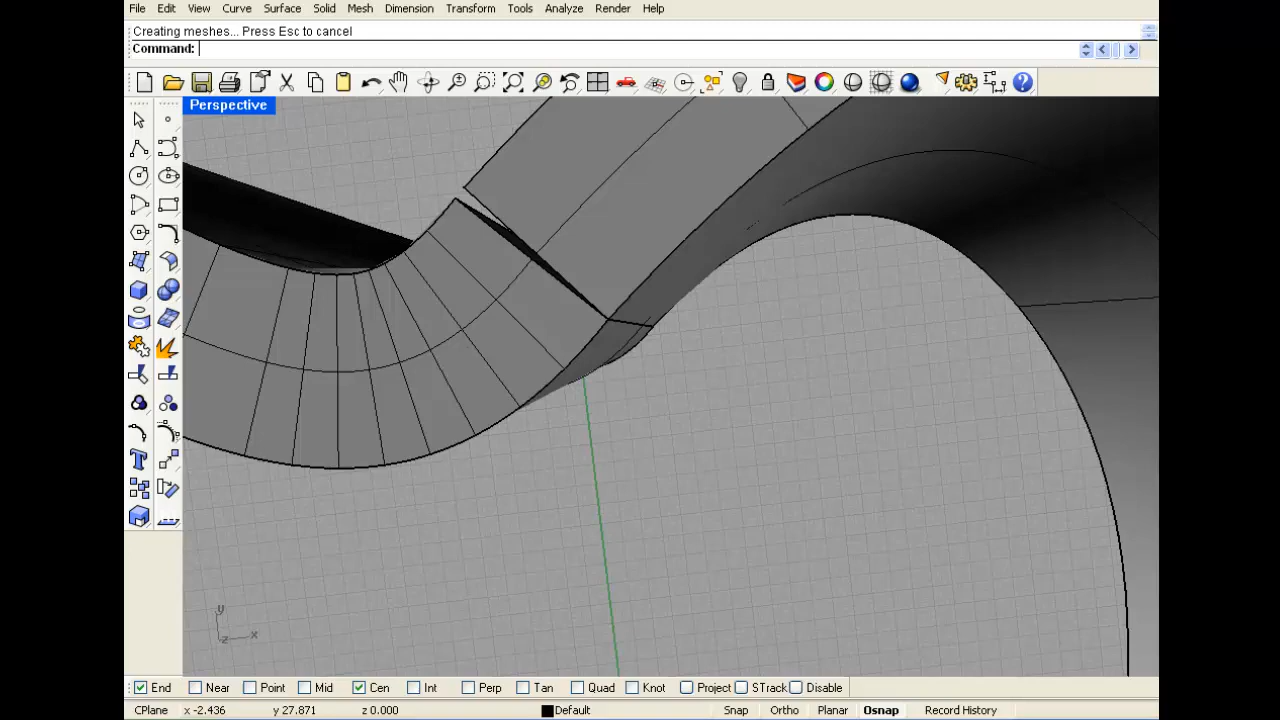 File Edit View Curve Surface Solid Mesh Dimension Transform Tools Analyze Render Help
Creating meshes... Press Esc to cancel
Command:
Perspective
y
z x
End Near Point Mid Cen Int Perp Tan Quad Knot Project STrack Disable
CPlane x -2.436 y 27.871 z 0.000 Default Snap Ortho Planar Osnap Record History